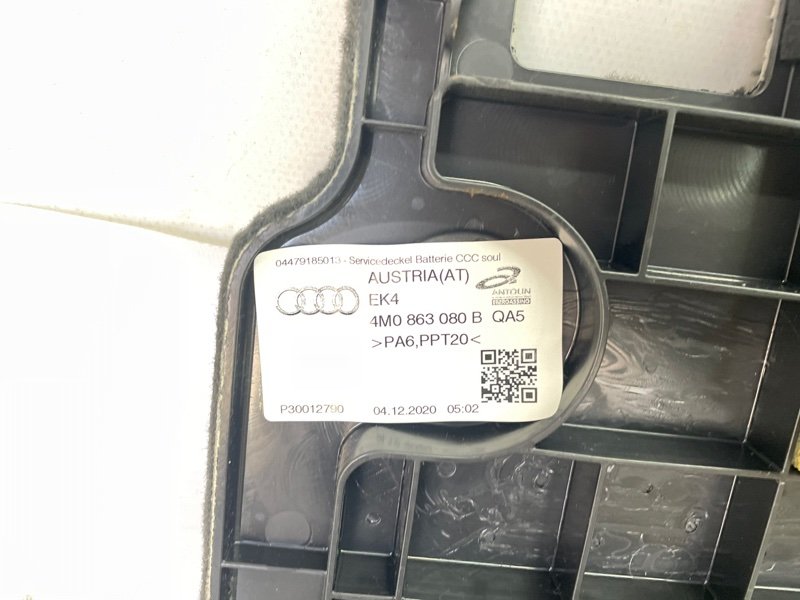 04479185013 - Servicedeckel Batterie CCC soul
AUSTRIA(AT)
EK4
ANTOLIN
4M0 863 080 B QA5
>PA6,PPT20<
P30012790 04.12.2020 05:02